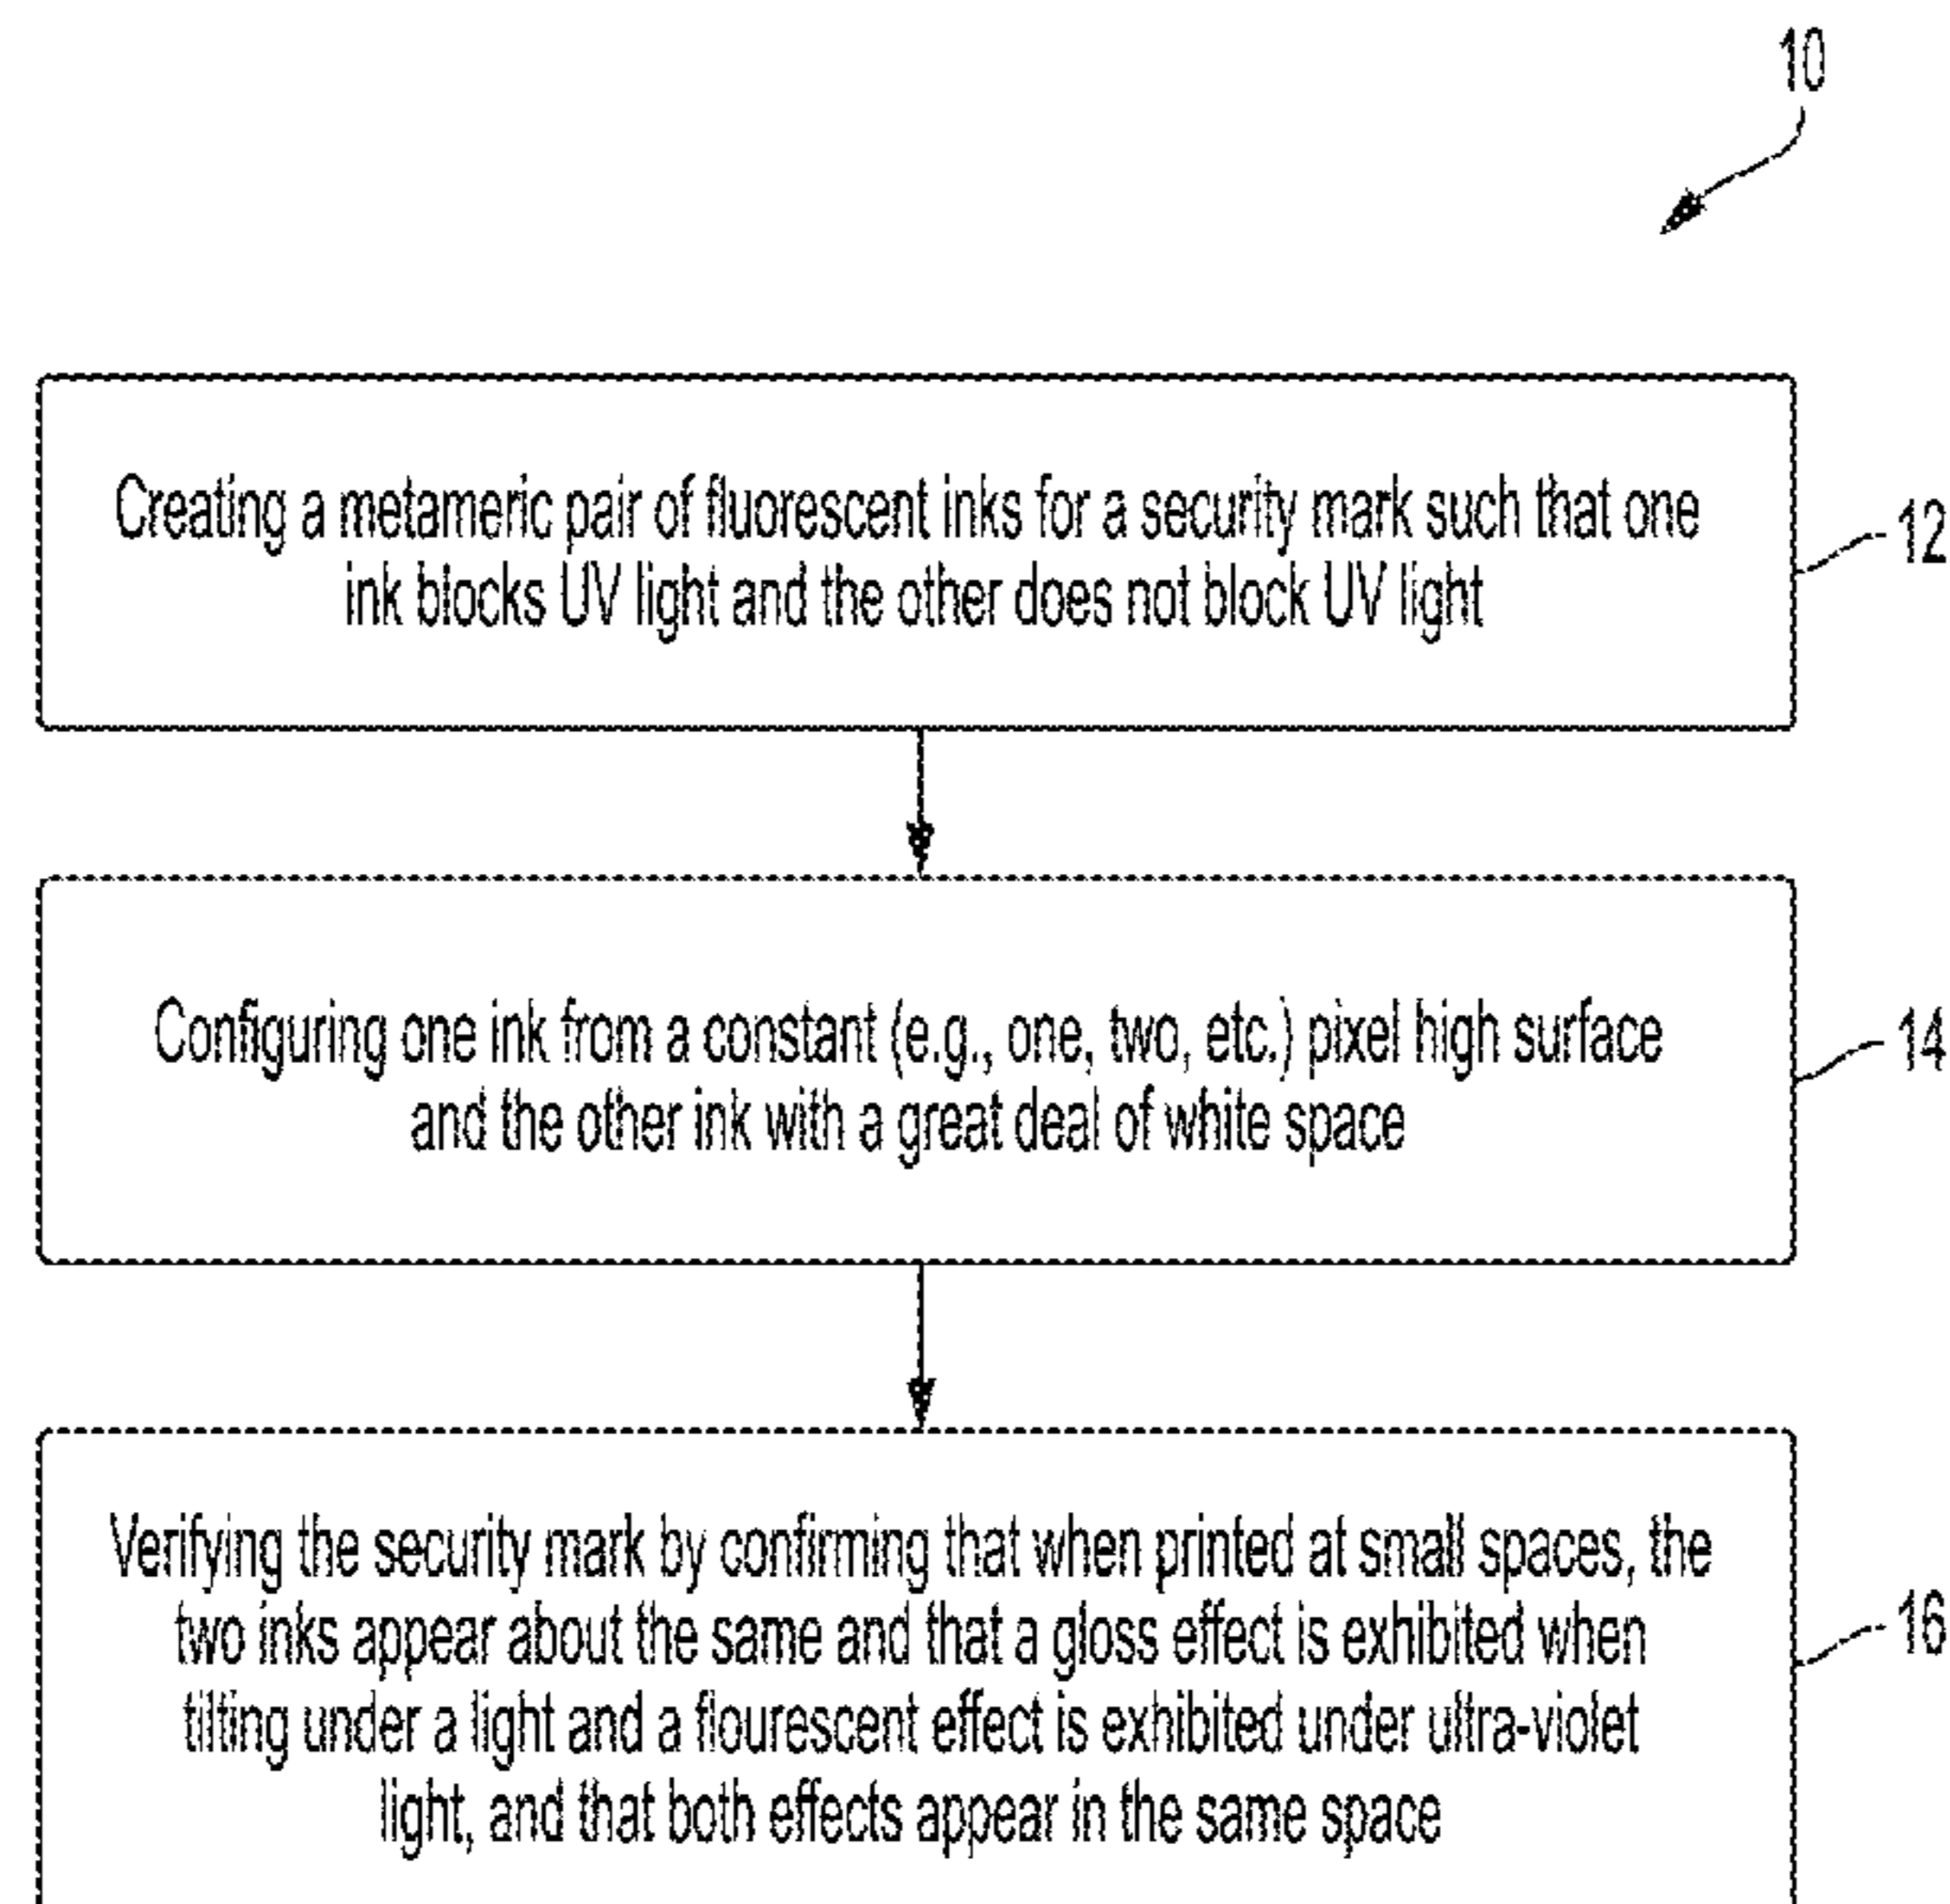 10
Creating a metameric pair of fluorescent inks for a security mark such that one
ink blocks UV light and the other does not block UV light
12
Configuring one ink from a constant (e.g., one, two, etc.) pixel high surface
and the other ink with a great deal of white space
14
Verifying the security mark by confirming that when printed at small spaces, the
two inks appear about the same and that a gloss effect is exhibited when
tilting under a light and a flourescent effect is exhibited under ultra-violet
light, and that both effects appear in the same space
16